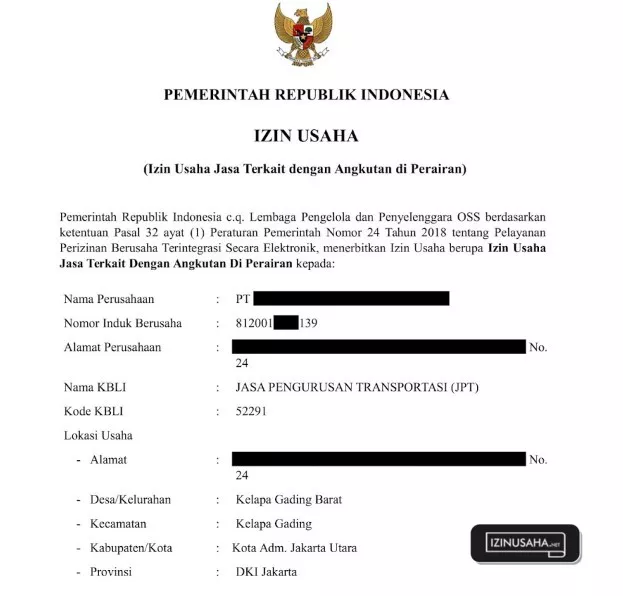 PEMERINTAH REPUBLIK INDONESIA
IZIN USAHA
(Izin Usaha Jasa Terkait dengan Angkutan di Perairan)
Pemerintah Republik Indonesia c.q. Lembaga Pengelola dan Penyelenggara OSS berdasarkan
ketentuan Pasal 32 ayat (1) Peraturan Pemerintah Nomor 24 Tahun 2018 tentang Pelayanan
Perizinan Berusaha Terintegrasi Secara Elektronik, menerbitkan Izin Usaha berupa Izin Usaha
Jasa Terkait Dengan Angkutan Di Perairan kepada:
Nama Perusahaan : PT
Nomor Induk Berusaha : 812001 139
Alamat Perusahaan : No.
24
Nama KBLI : JASA PENGURUSAN TRANSPORTASI (JPT)
Kode KBLI : 52291
Lokasi Usaha
- Alamat : No.
24
- Desa/Kelurahan : Kelapa Gading Barat
- Kecamatan : Kelapa Gading
- Kabupaten/Kota : Kota Adm. Jakarta Utara
- Provinsi : DKI Jakarta
IZINUSAHA.NET